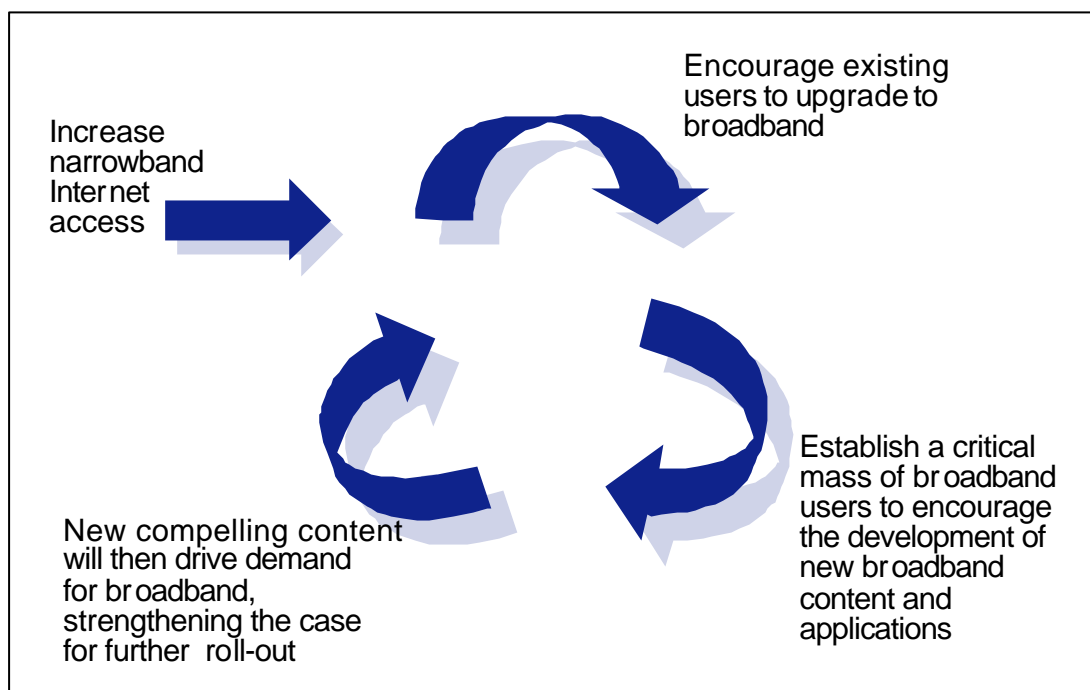 Increase
narrowband
Internet
access
Encourage existing
users to upgrade to
broadband
Establish a critical
mass of broadband
users to encourage
the development of
new broadband
content and
applications
New compelling content
will then drive demand
for broadband,
strengthening the case
for further roll-out